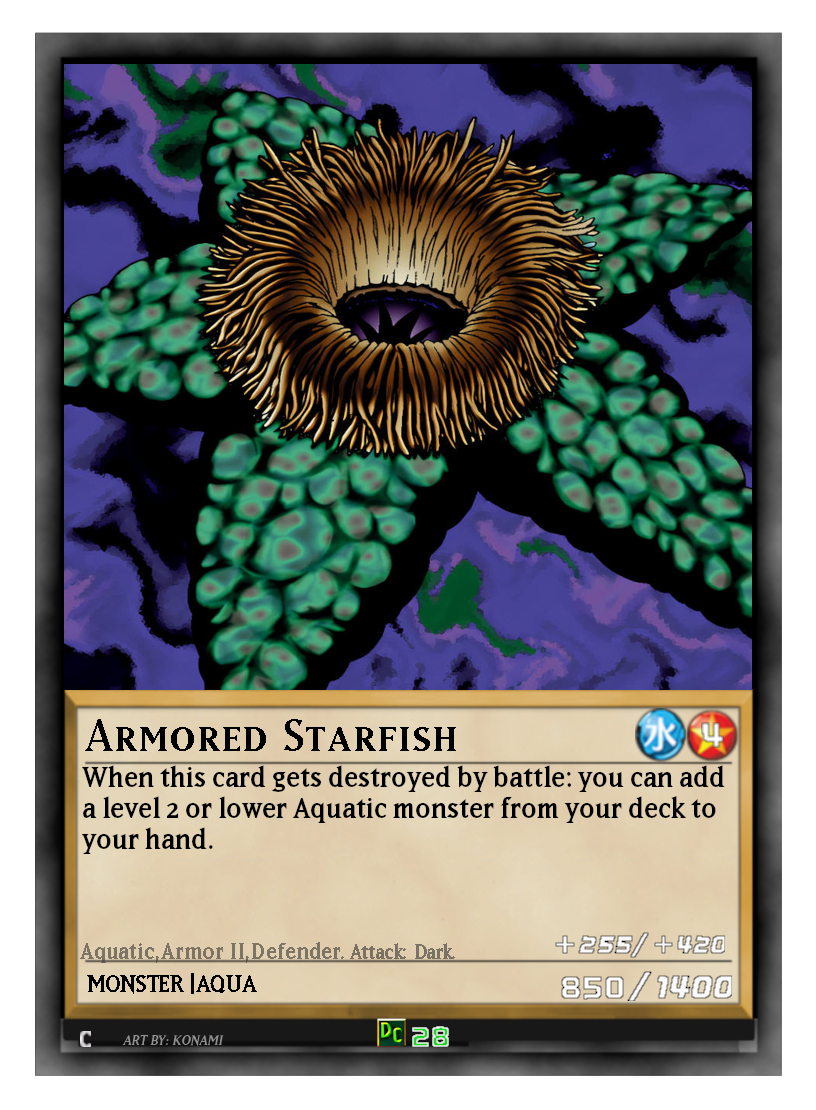 Armored Starfish 水 4
When this card gets destroyed by battle: you can add
a level 2 or lower Aquatic monster from your deck to
your hand.
Aquatic,Armor II,Defender. Attack: Dark. +255/+420
MONSTER |AQUA 850/1400
C ART BY: KONAMI DC 28